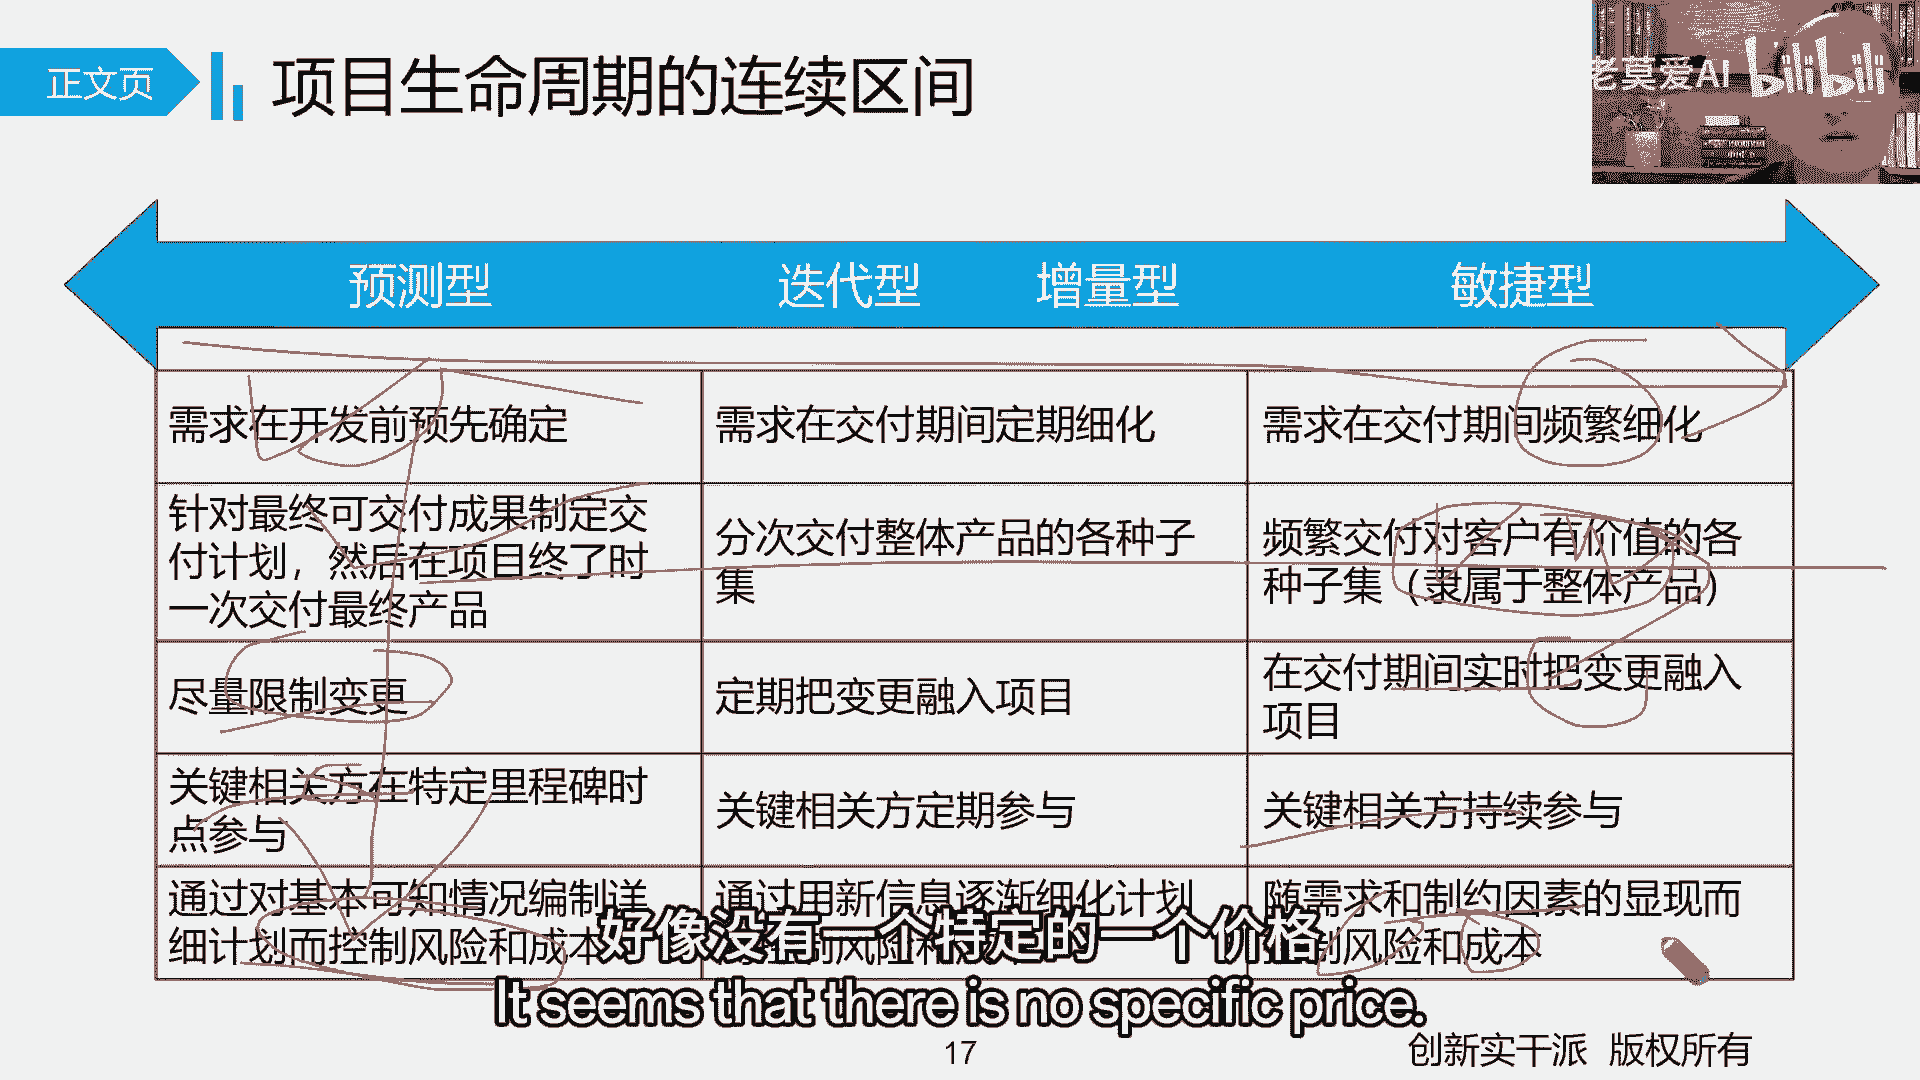 正文页
项目生命周期的连续区间
老莫爱AI
bilibili
预测型
迭代型
增量型
敏捷型
需求在开发前预先确定
需求在交付期间定期细化
需求在交付期间频繁细化
针对最终可交付成果制定交
付计划，然后在项目终了时
一次交付最终产品
分次交付整体产品的各种子
集
频繁交付对客户有价值的各
种子集（隶属于整体产品）
尽量限制变更
定期把变更融入项目
在交付期间实时把变更融入
项目
关键相关方在特定里程碑时
点参与
关键相关方定期参与
关键相关方持续参与
通过对基本可知情况编制详
细计划而控制风险和成本
通过用新信息逐渐细化计划
随需求和制约因素的显现而
风险和成本
好像没有一个特定的一个价格
It seems that there is no specific price.
17
创新实干派 版权所有